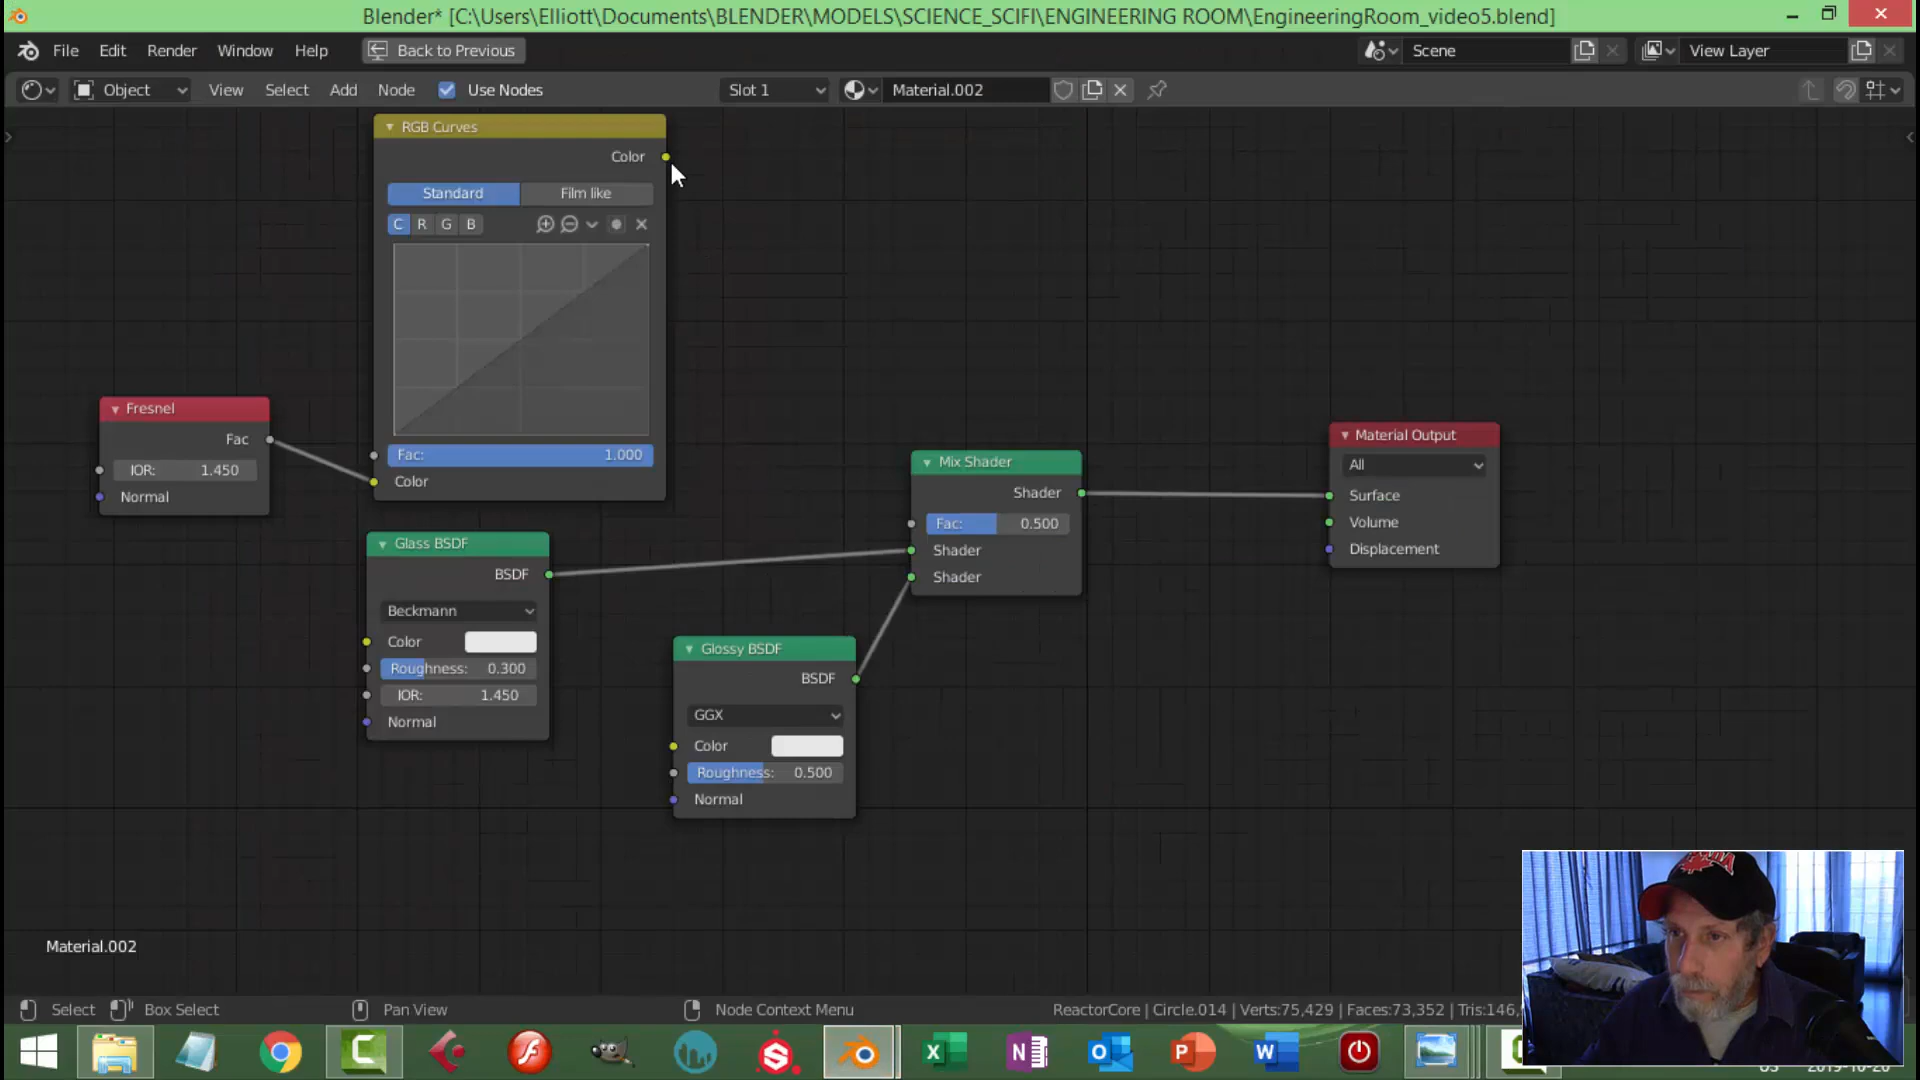 Blender* [C:\Users\Elliott\Documents\BLENDER\MODELS\SCIENCE_SCIFI\ENGINEERING ROOM\EngineeringRoom_video5.blend]
File Edit Render Window Help Back to Previous Scene View Layer
Object View Select Add Node Use Nodes Slot 1 Material.002
RGB Curves
Color
Standard Film like
C R G B
Fac: 1.000
Color
Fresnel
Fac
IOR: 1.450
Normal
Glass BSDF
BSDF
Beckmann
Color
Roughness: 0.300
IOR: 1.450
Normal
Glossy BSDF
BSDF
GGX
Color
Roughness: 0.500
Normal
Mix Shader
Shader
Fac: 0.500
Shader
Shader
Material Output
All
Surface
Volume
Displacement
Material.002
Select Box Select Pan View Node Context Menu ReactorCore | Circle.014 | Verts:75,429 | Faces:73,352 | Tris:146,